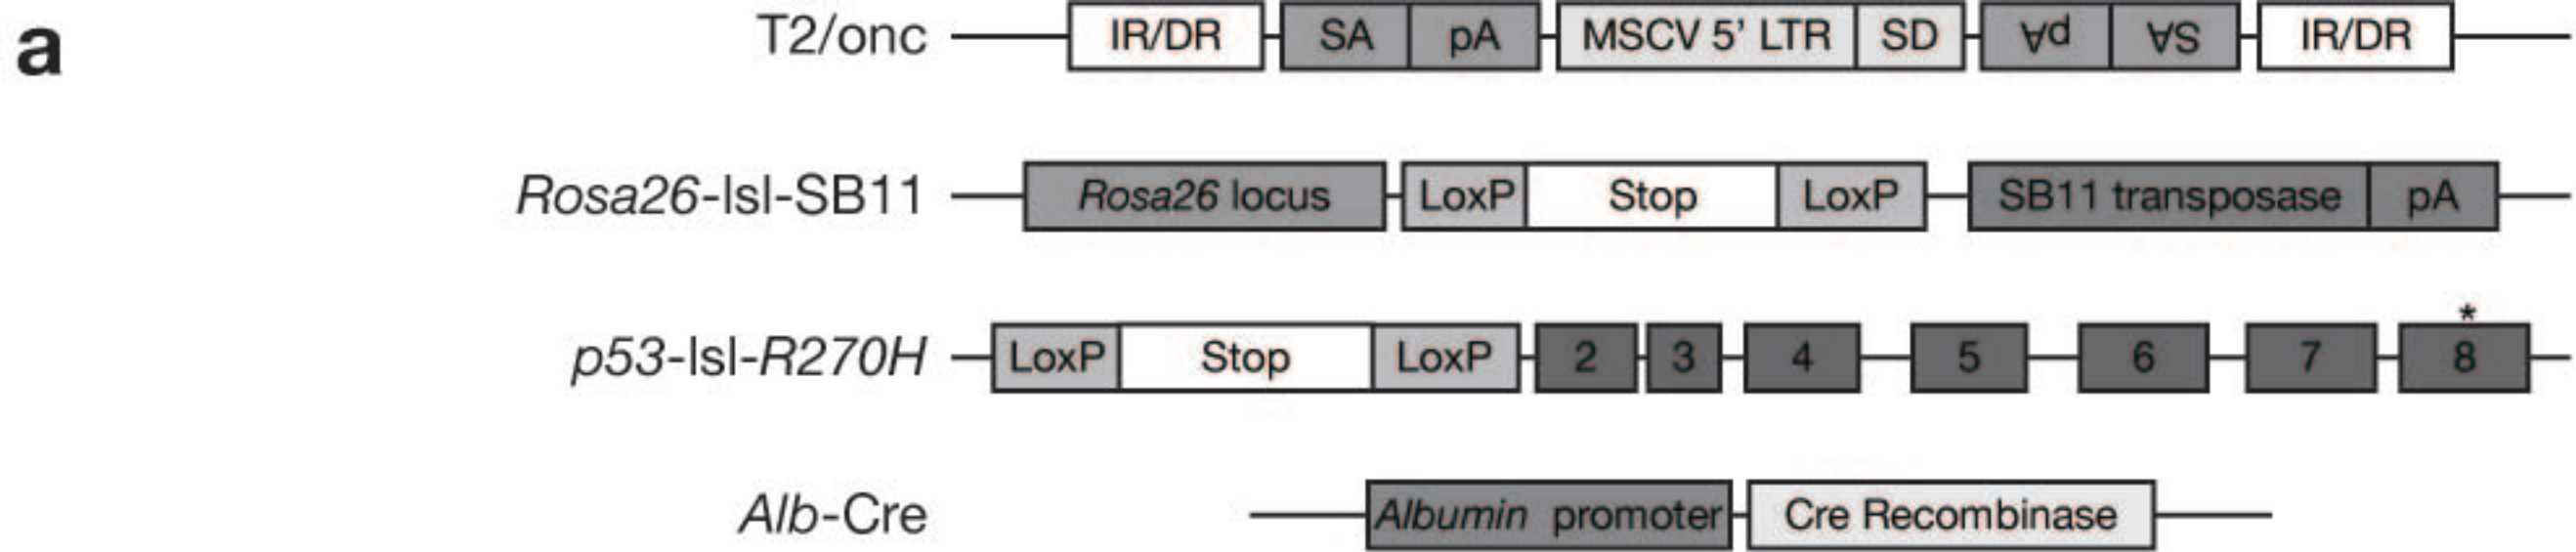 a
T2/onc IR/DR SA pA MSCV 5’ LTR SD pA SA IR/DR
Rosa26-lsl-SB11 Rosa26 locus LoxP Stop LoxP SB11 transposase pA
*
p53-lsl-R270H LoxP Stop LoxP 2 3 4 5 6 7 8
Alb-Cre Albumin promoter Cre Recombinase